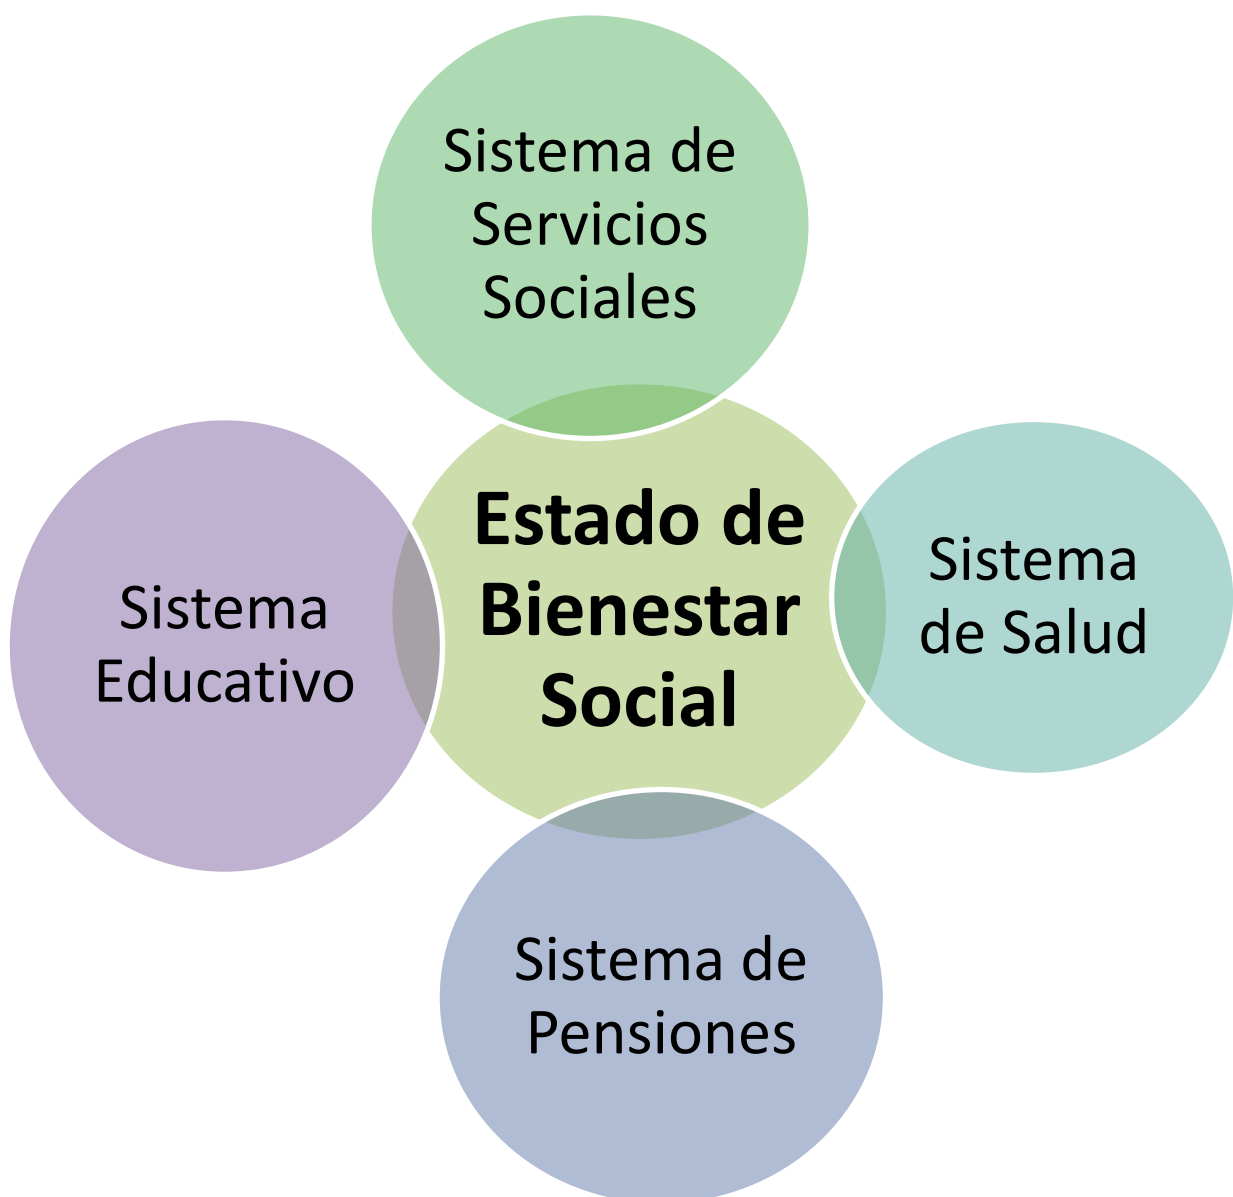 Sistema de
Servicios
Sociales
Estado de
Bienestar
Social
Sistema
Educativo
Sistema
de Salud
Sistema de
Pensiones